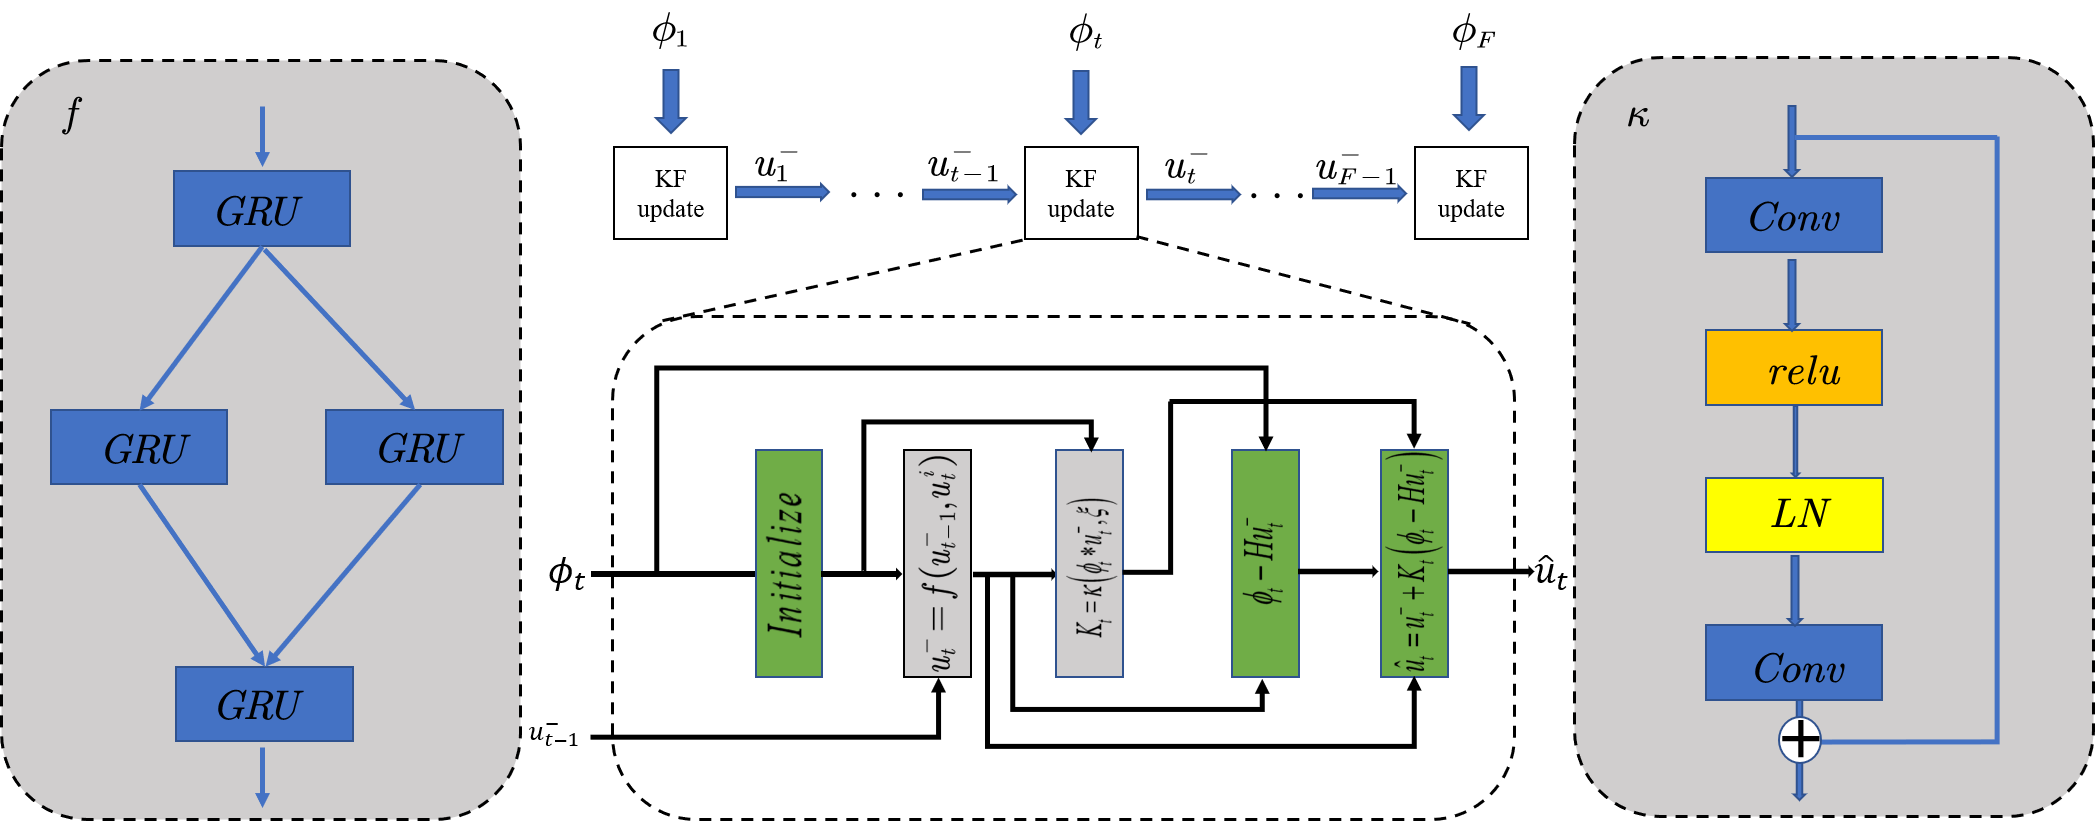 f
GRU
GRU GRU
GRU
ϕ₁ ϕₜ ϕ_F
KF
update
u₁⁻
. . .
uₜ₋₁⁻
KF
update
uₜ⁻
. . .
u_{F−1}⁻
KF
update
ϕₜ
uₜ₋₁⁻
Initialize
uₜ⁻ = f(uₜ₋₁⁻, uₜⁱ)
Kₜ = κ(ϕₜ*uₜ⁻, ξ)
ϕₜ − Huₜ⁻
ûₜ = uₜ⁻ + Kₜ(ϕₜ − Huₜ⁻)
ûₜ
κ
Conv
relu
LN
Conv
+